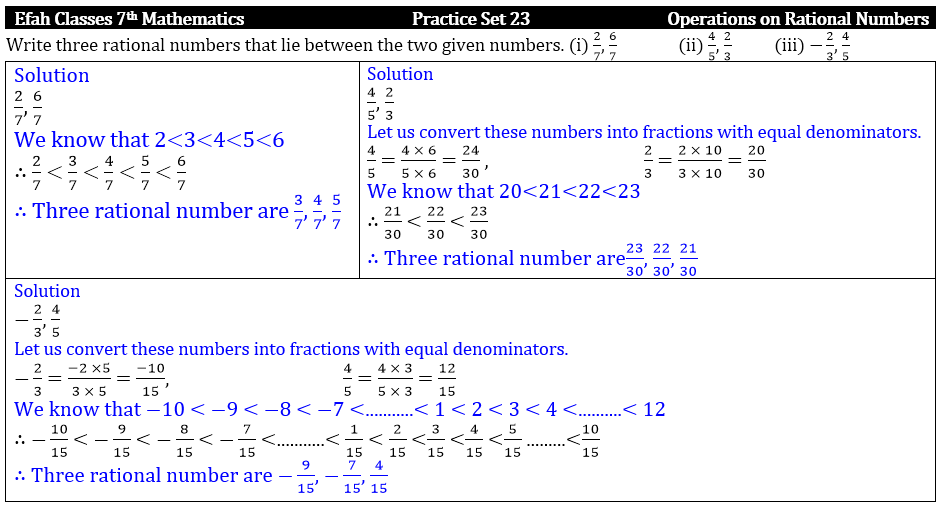 Efah Classes 7th Mathematics Practice Set 23 Operations on Rational Numbers
Write three rational numbers that lie between the two given numbers. (i) 2/7, 6/7 (ii) 4/5, 2/3 (iii) −2/3, 4/5
Solution
2/7, 6/7
We know that 2<3<4<5<6
∴ 2/7 < 3/7 < 4/7 < 5/7 < 6/7
∴ Three rational number are 3/7, 4/7, 5/7
Solution
4/5, 2/3
Let us convert these numbers into fractions with equal denominators.
4/5 = (4 × 6)/(5 × 6) = 24/30, 2/3 = (2 × 10)/(3 × 10) = 20/30
We know that 20<21<22<23
∴ 21/30 < 22/30 < 23/30
∴ Three rational number are 23/30, 22/30, 21/30
Solution
−2/3, 4/5
Let us convert these numbers into fractions with equal denominators.
−2/3 = (−2 ×5)/(3 × 5) = −10/15, 4/5 = (4 × 3)/(5 × 3) = 12/15
We know that −10 < −9 < −8 < −7 <...........< 1 < 2 < 3 < 4 <..........< 12
∴ −10/15 < −9/15 < −8/15 < −7/15 <............< 1/15 < 2/15 < 3/15 < 4/15 < 5/15 .........< 10/15
∴ Three rational number are −9/15, −7/15, 4/15